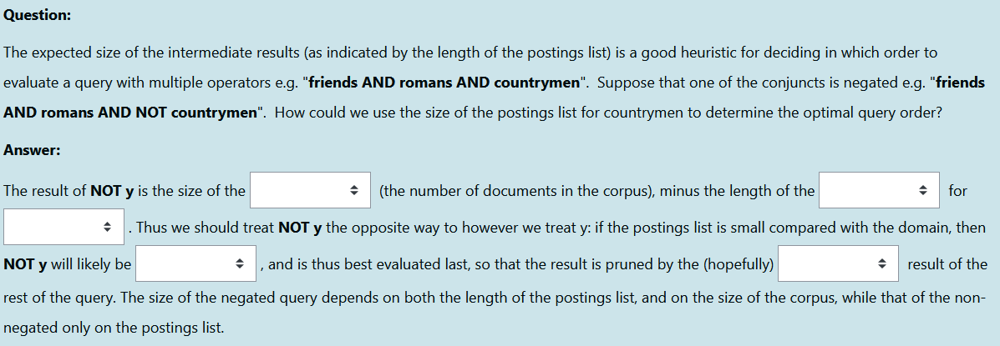 Question:
The expected size of the intermediate results (as indicated by the length of the postings list) is a good heuristic for deciding in which order to
evaluate a query with multiple operators e.g. "friends AND romans AND countrymen".  Suppose that one of the conjuncts is negated e.g. "friends
AND romans AND NOT countrymen".  How could we use the size of the postings list for countrymen to determine the optimal query order?
Answer:
The result of NOT y is the size of the (the number of documents in the corpus), minus the length of the for
. Thus we should treat NOT y the opposite way to however we treat y: if the postings list is small compared with the domain, then
NOT y will likely be , and is thus best evaluated last, so that the result is pruned by the (hopefully) result of the
rest of the query. The size of the negated query depends on both the length of the postings list, and on the size of the corpus, while that of the non-
negated only on the postings list.